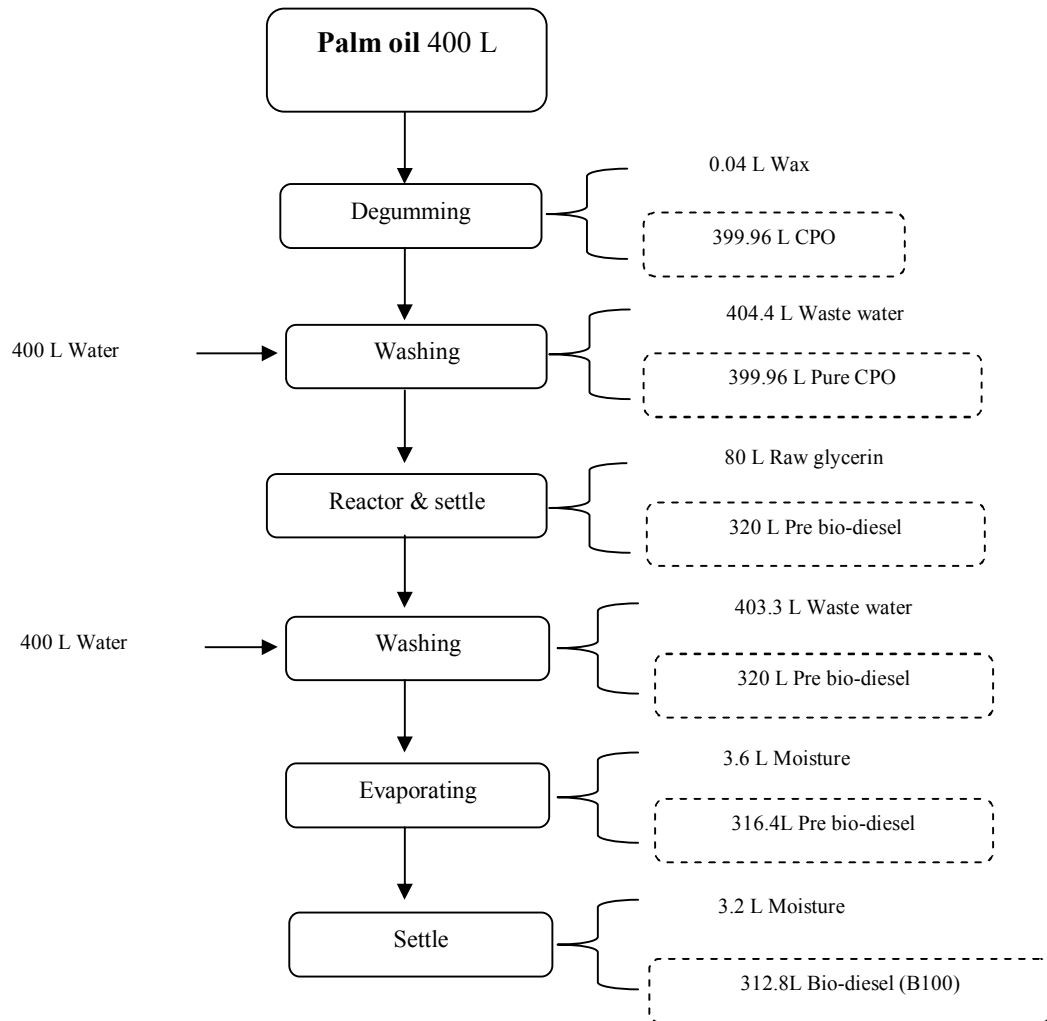 Palm oil 400 L
0.04 L Wax
Degumming
399.96 L CPO
404.4 L Waste water
400 L Water
Washing
399.96 L Pure CPO
80 L Raw glycerin
Reactor & settle
320 L Pre bio-diesel
403.3 L Waste water
400 L Water
Washing
320 L Pre bio-diesel
3.6 L Moisture
Evaporating
316.4L Pre bio-diesel
3.2 L Moisture
Settle
312.8L Bio-diesel (B100)